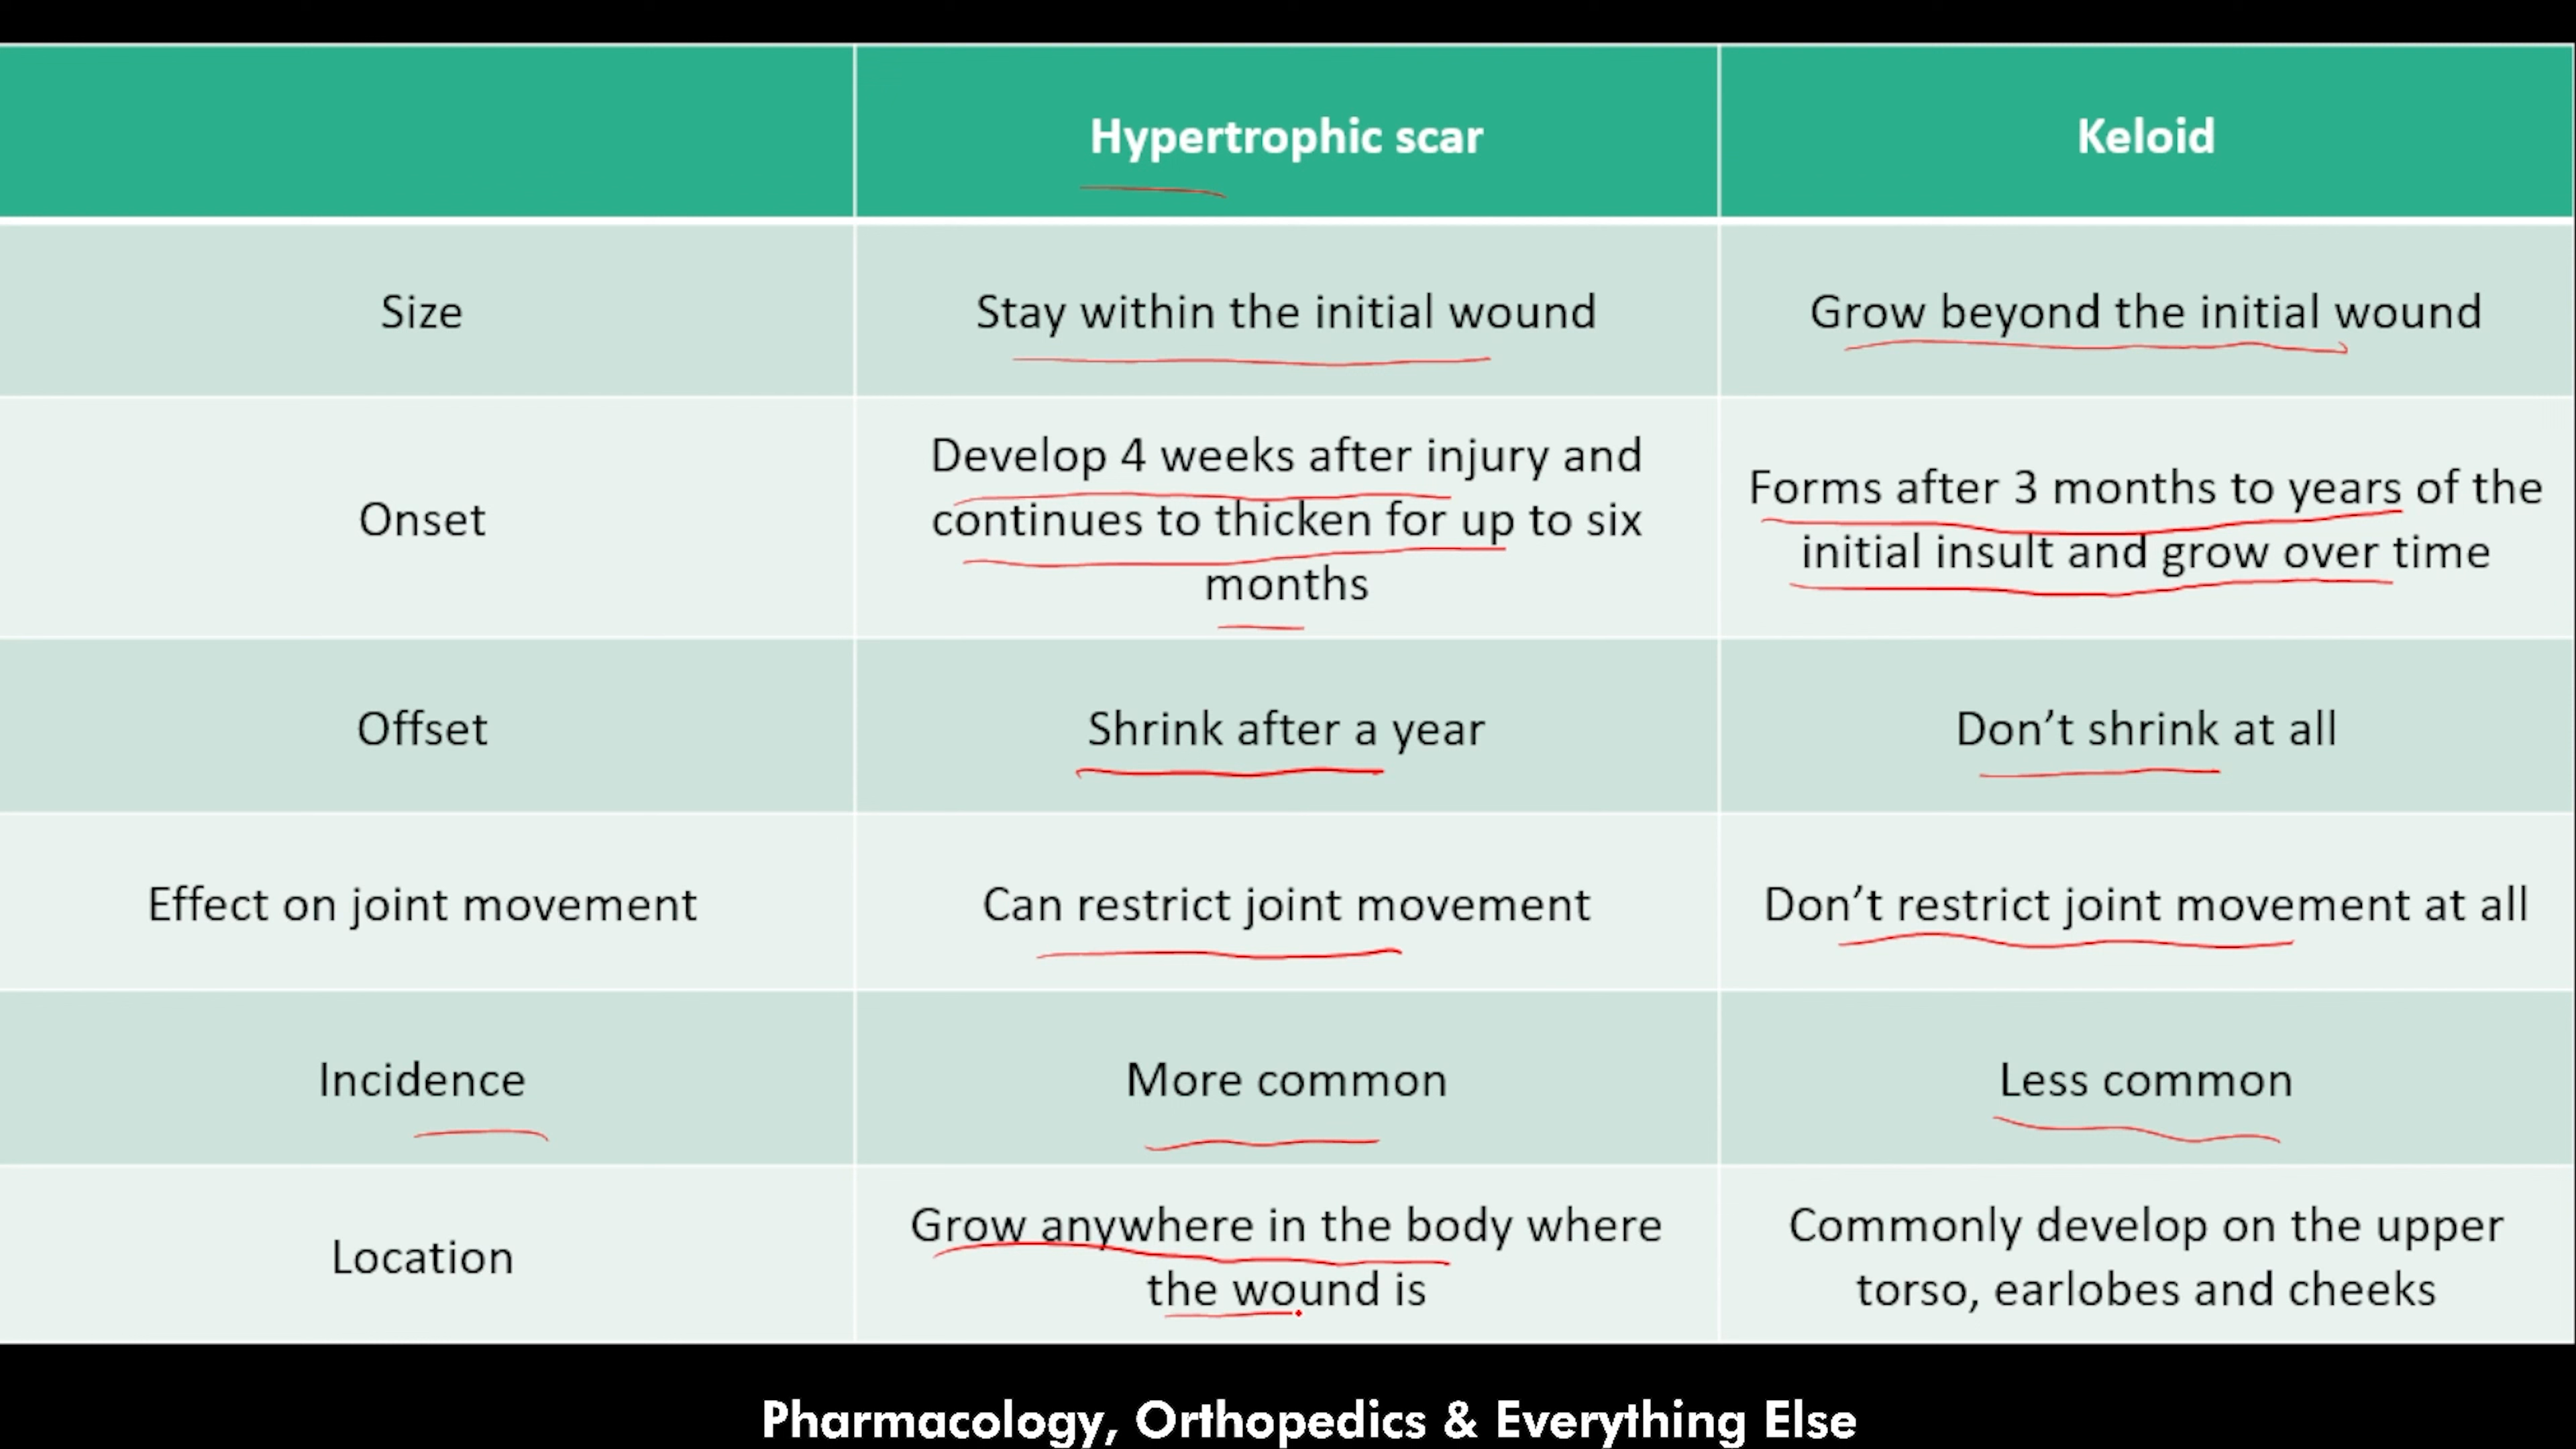 Hypertrophic scar
Keloid
Size
Stay within the initial wound
Grow beyond the initial wound
Onset
Develop 4 weeks after injury and
continues to thicken for up to six
months
Forms after 3 months to years of the
initial insult and grow over time
Offset
Shrink after a year
Don’t shrink at all
Effect on joint movement
Can restrict joint movement
Don’t restrict joint movement at all
Incidence
More common
Less common
Location
Grow anywhere in the body where
the wound is
Commonly develop on the upper
torso, earlobes and cheeks
Pharmacology, Orthopedics & Everything Else